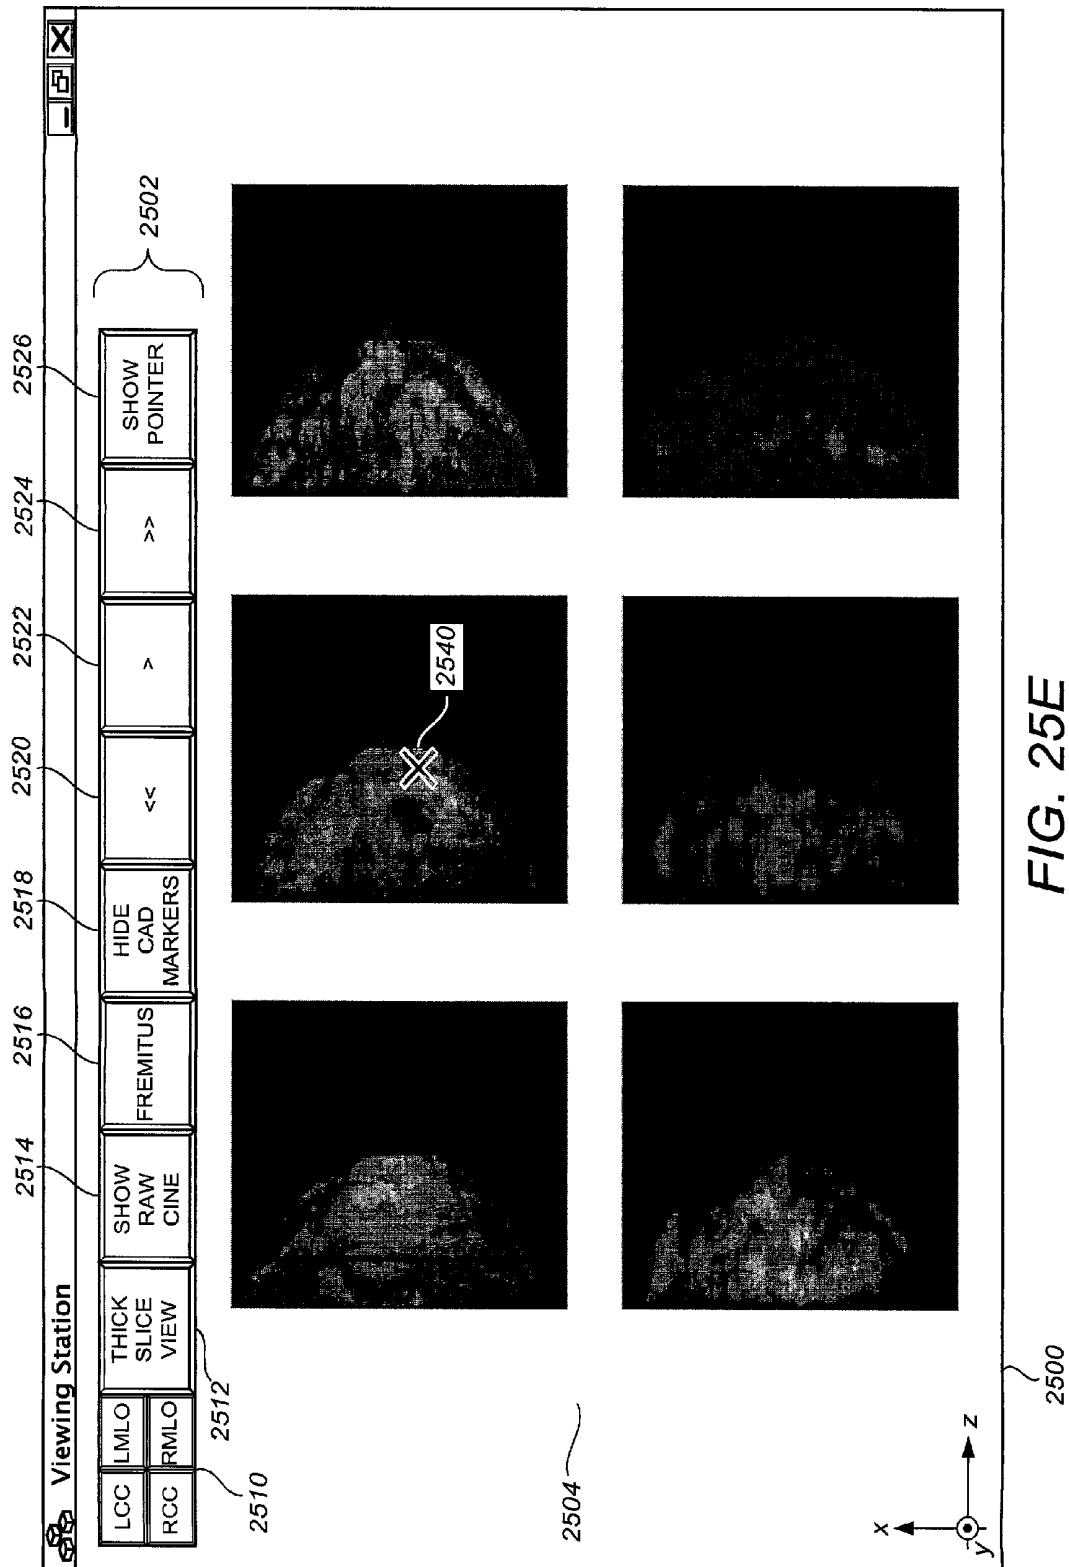 Viewing Station
2514
2516
2518
2520
2522
2524
2526
LCC
LMLO
RCC
RMLO
THICK
SLICE
VIEW
SHOW
RAW
CINE
FREMITUS
HIDE
CAD
MARKERS
<<
>
>>
SHOW
POINTER
2502
2510
2512
2540
2504
x
y
z
2500
FIG. 25E